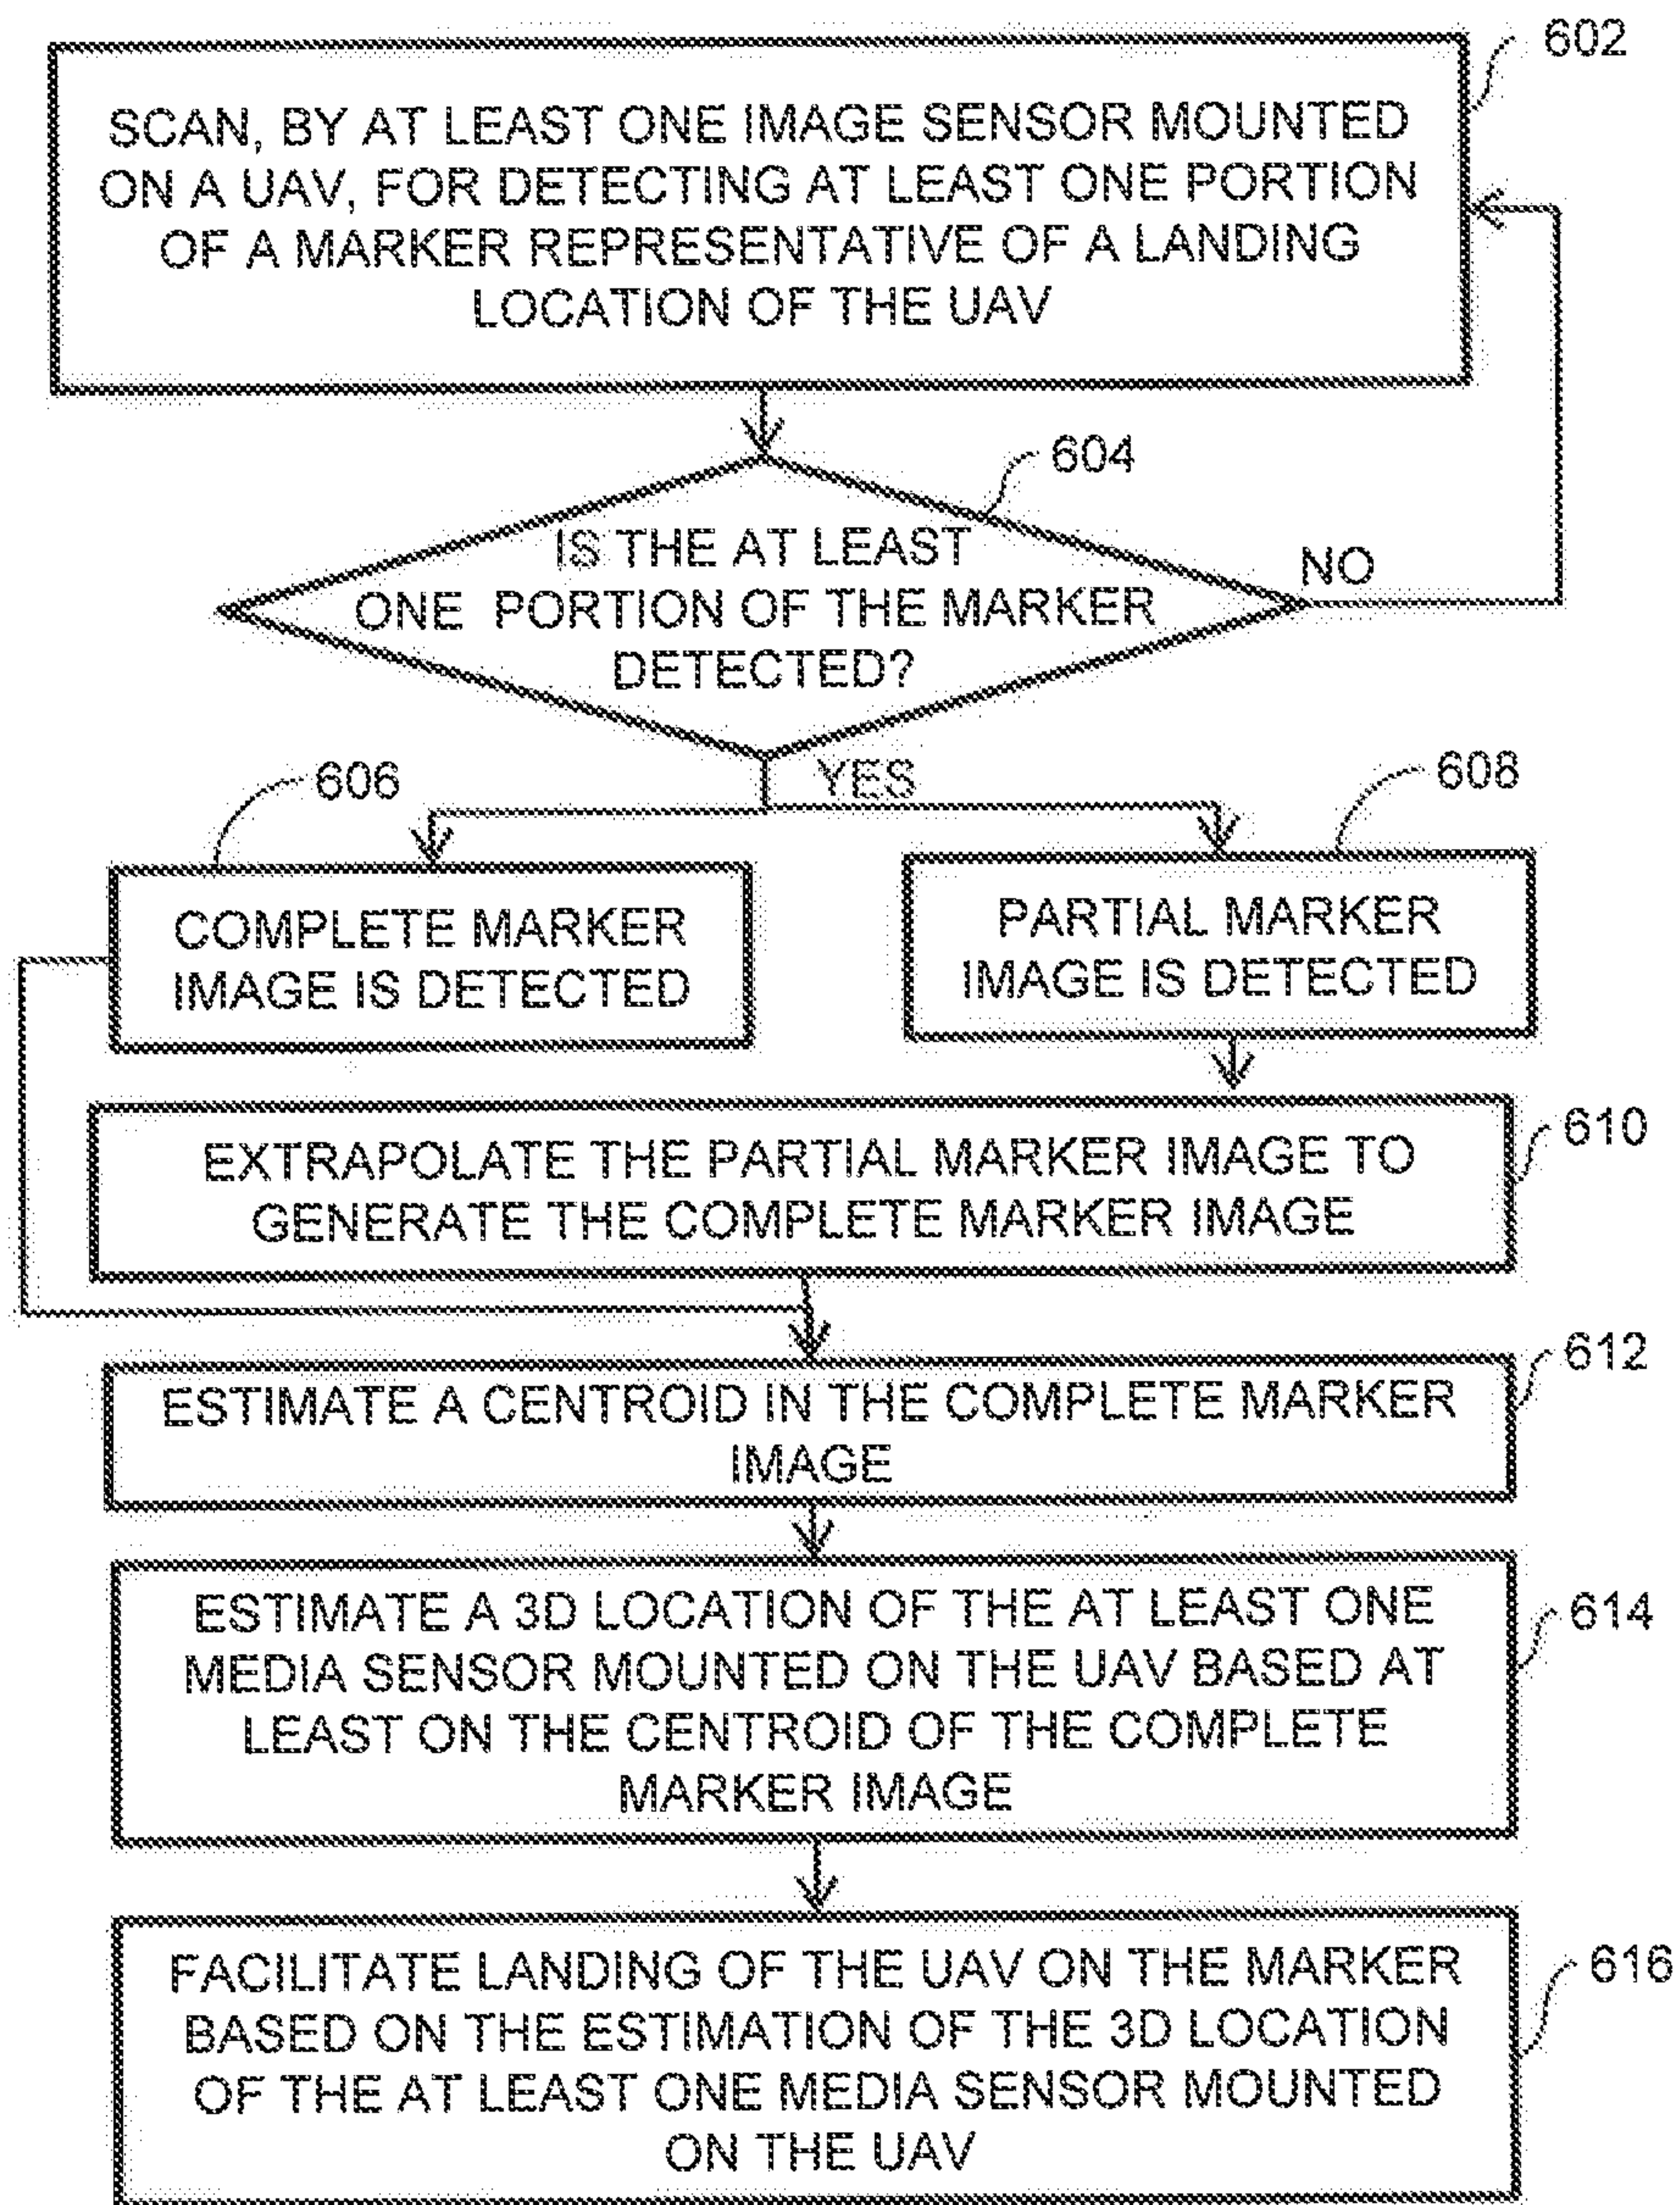 602
SCAN, BY AT LEAST ONE IMAGE SENSOR MOUNTED
ON A UAV, FOR DETECTING AT LEAST ONE PORTION
OF A MARKER REPRESENTATIVE OF A LANDING
LOCATION OF THE UAV
604
IS THE AT LEAST
ONE PORTION OF THE MARKER
DETECTED?
NO
YES
606
COMPLETE MARKER
IMAGE IS DETECTED
608
PARTIAL MARKER
IMAGE IS DETECTED
610
EXTRAPOLATE THE PARTIAL MARKER IMAGE TO
GENERATE THE COMPLETE MARKER IMAGE
612
ESTIMATE A CENTROID IN THE COMPLETE MARKER
IMAGE
614
ESTIMATE A 3D LOCATION OF THE AT LEAST ONE
MEDIA SENSOR MOUNTED ON THE UAV BASED AT
LEAST ON THE CENTROID OF THE COMPLETE
MARKER IMAGE
616
FACILITATE LANDING OF THE UAV ON THE MARKER
BASED ON THE ESTIMATION OF THE 3D LOCATION
OF THE AT LEAST ONE MEDIA SENSOR MOUNTED
ON THE UAV